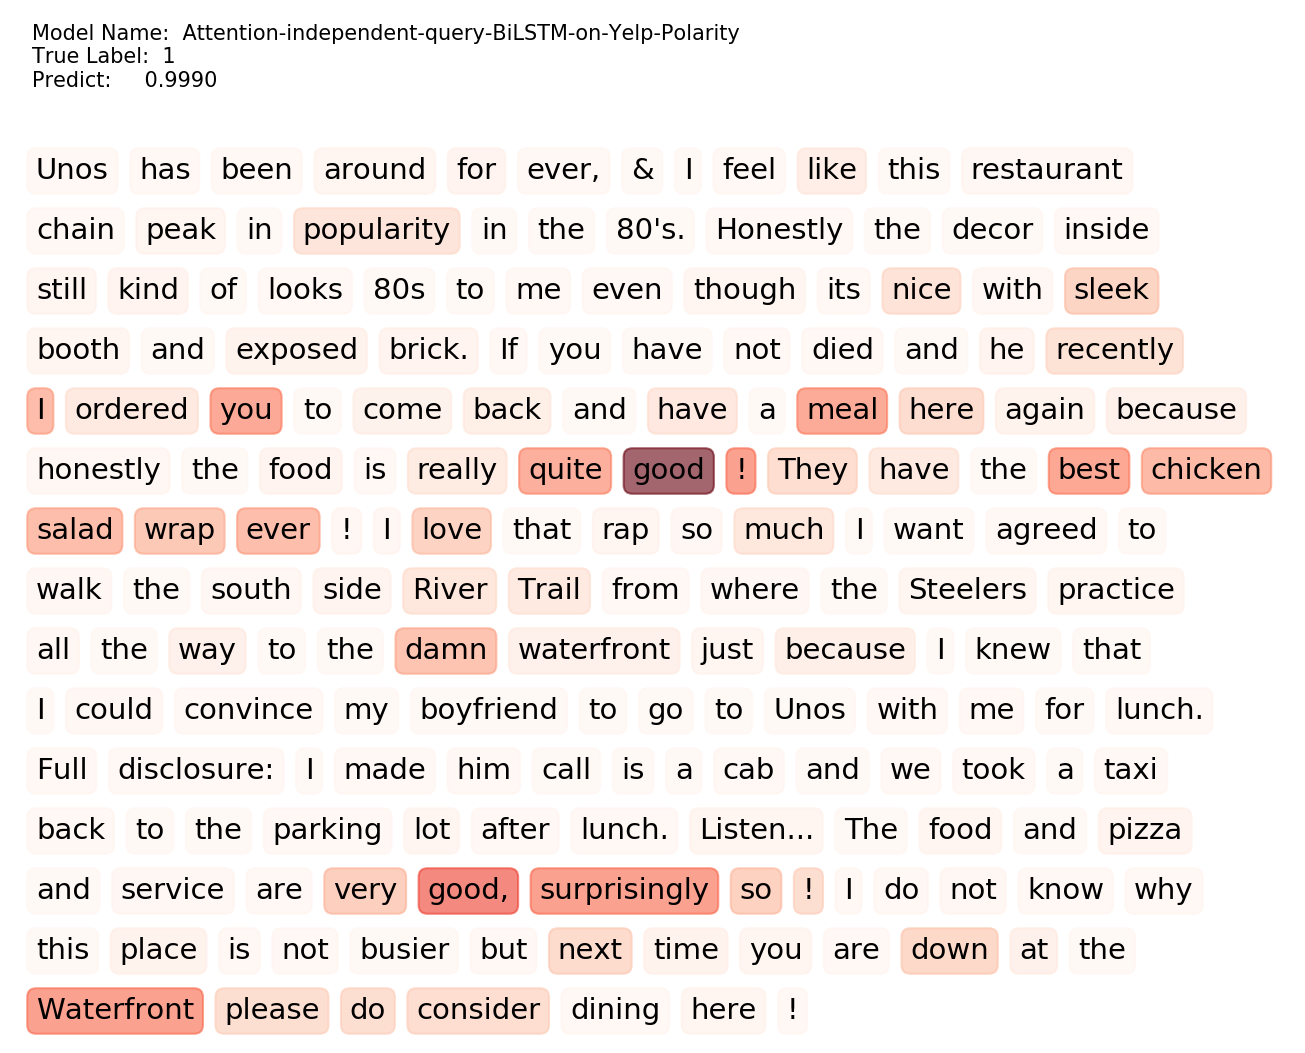 Model Name: Attention-independent-query-BiLSTM-on-Yelp-Polarity
True Label: 1
Predict: 0.9990
Unos has been around for ever, & I feel like this restaurant
chain peak in popularity in the 80's. Honestly the decor inside
still kind of looks 80s to me even though its nice with sleek
booth and exposed brick. If you have not died and he recently
I ordered you to come back and have a meal here again because
honestly the food is really quite good ! They have the best chicken
salad wrap ever ! I love that rap so much I want agreed to
walk the south side River Trail from where the Steelers practice
all the way to the damn waterfront just because I knew that
I could convince my boyfriend to go to Unos with me for lunch.
Full disclosure: I made him call is a cab and we took a taxi
back to the parking lot after lunch. Listen... The food and pizza
and service are very good, surprisingly so ! I do not know why
this place is not busier but next time you are down at the
Waterfront please do consider dining here !